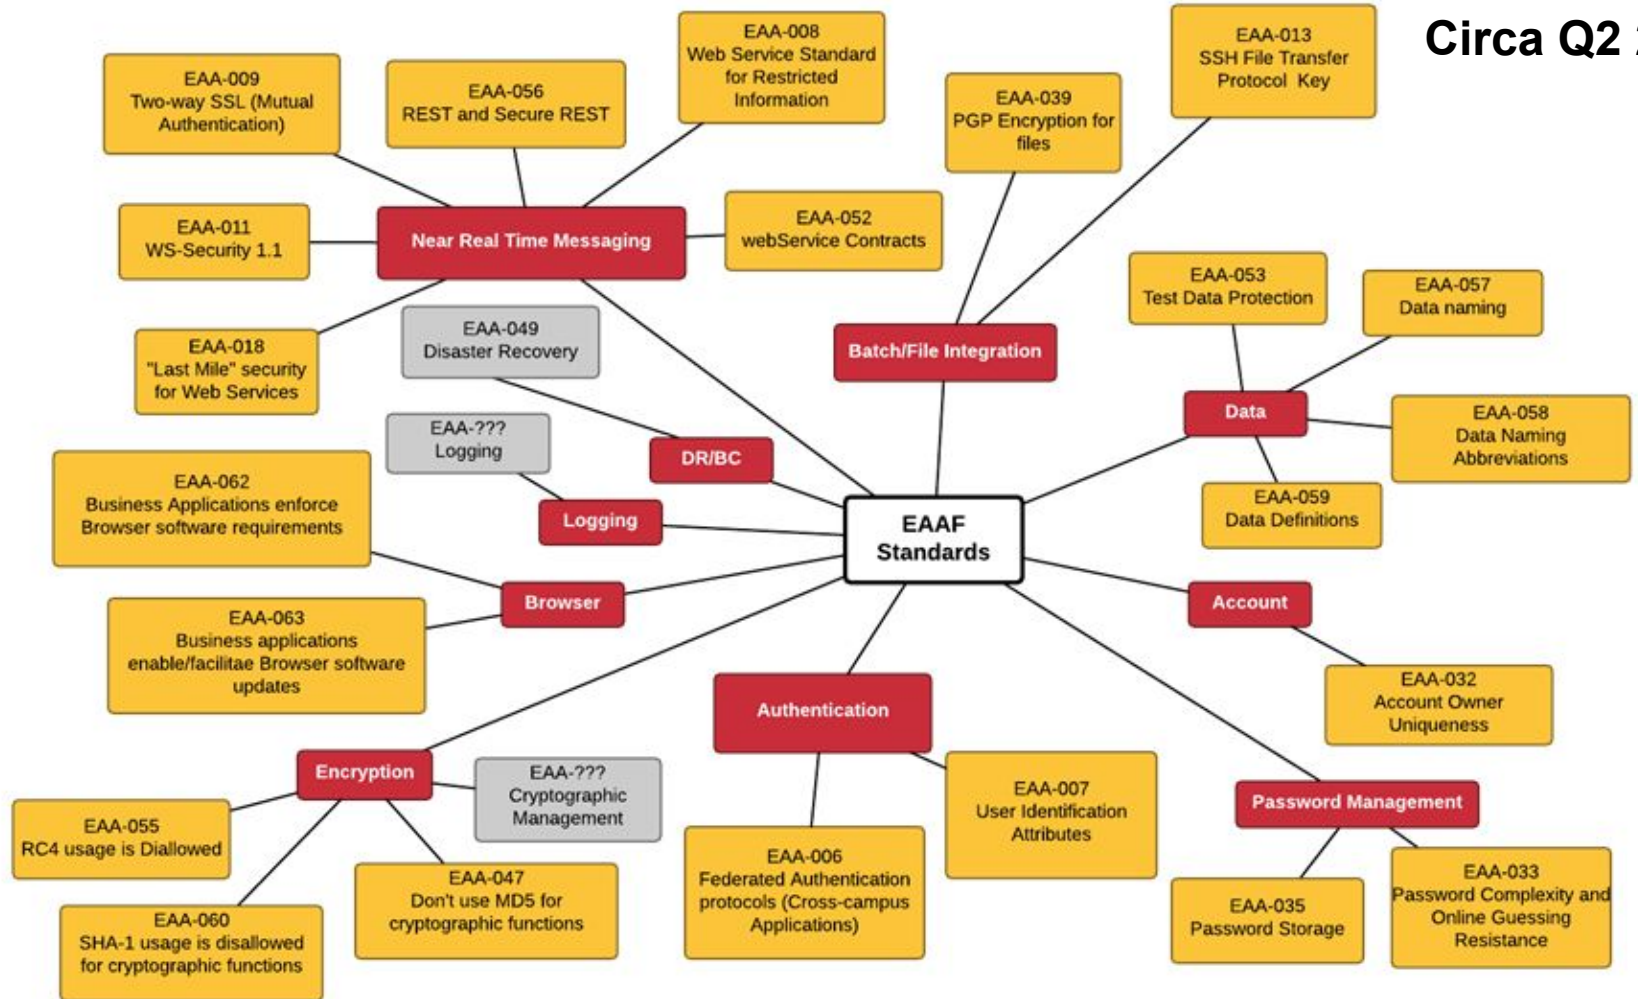 Circa Q2 2
EAA-009
Two-way SSL (Mutual
Authentication)
EAA-056
REST and Secure REST
EAA-008
Web Service Standard
for Restricted
Information
EAA-039
PGP Encryption for
files
EAA-013
SSH File Transfer
Protocol Key
EAA-011
WS-Security 1.1
Near Real Time Messaging
EAA-052
webService Contracts
EAA-018
"Last Mile" security
for Web Services
EAA-049
Disaster Recovery
Batch/File Integration
EAA-053
Test Data Protection
EAA-057
Data naming
Data
EAA-058
Data Naming
Abbreviations
EAA-059
Data Definitions
EAA-???
Logging
DR/BC
Logging
EAAF
Standards
EAA-062
Business Applications enforce
Browser software requirements
Browser
EAA-063
Business applications
enable/facilitae Browser software
updates
Account
EAA-032
Account Owner
Uniqueness
Authentication
EAA-007
User Identification
Attributes
EAA-006
Federated Authentication
protocols (Cross-campus
Applications)
Encryption
EAA-???
Cryptographic
Management
EAA-055
RC4 usage is Diallowed
EAA-060
SHA-1 usage is disallowed
for cryptographic functions
EAA-047
Don't use MD5 for
cryptographic functions
Password Management
EAA-035
Password Storage
EAA-033
Password Complexity and
Online Guessing
Resistance